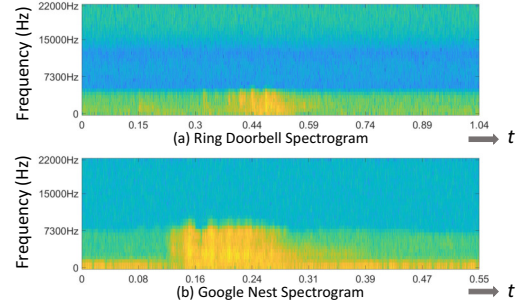 Frequency (Hz)
22000Hz
15000Hz
7300Hz
0
0 0.15 0.3 0.44 0.59 0.74 0.89 1.04
(a) Ring Doorbell Spectrogram
t
Frequency (Hz)
22000Hz
15000Hz
7300Hz
0
0 0.08 0.16 0.24 0.31 0.39 0.47 0.55
(b) Google Nest Spectrogram
t